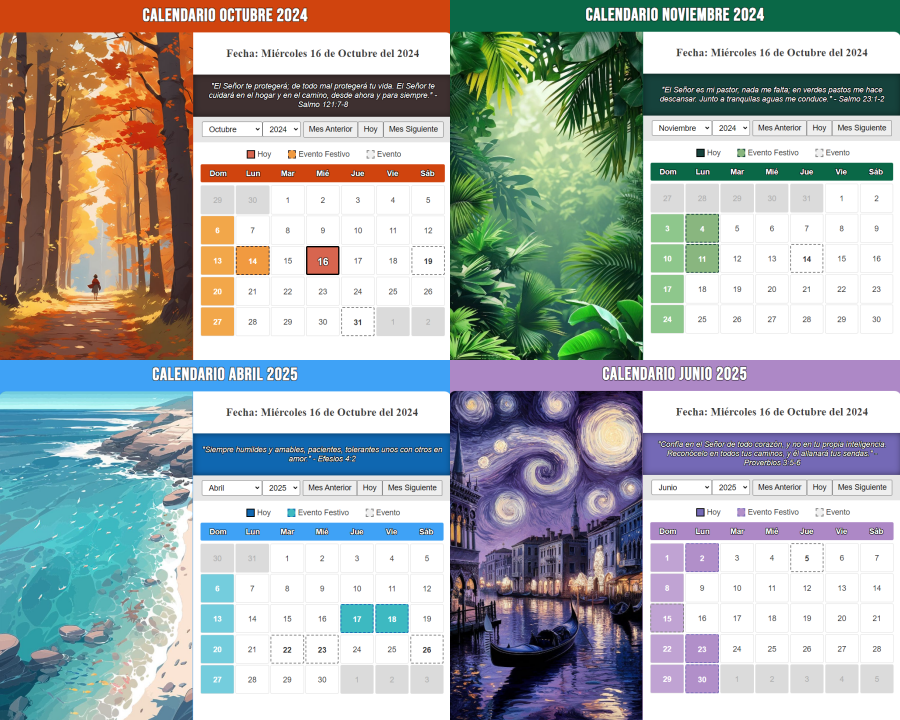 CALENDARIO OCTUBRE 2024
Fecha: Miércoles 16 de Octubre del 2024
"El Señor te protegerá; de todo mal protegerá tu vida. El Señor te
cuidará en el hogar y en el camino, desde ahora y para siempre." -
Salmo 121:7-8
Octubre 2024 Mes Anterior Hoy Mes Siguiente
Hoy Evento Festivo Evento
Dom Lun Mar Mié Jue Vie Sáb
29 30 1 2 3 4 5
6 7 8 9 10 11 12
13 14 15 16 17 18 19
20 21 22 23 24 25 26
27 28 29 30 31 1 2
CALENDARIO NOVIEMBRE 2024
Fecha: Miércoles 16 de Octubre del 2024
"El Señor es mi pastor, nada me falta; en verdes pastos me hace
descansar. Junto a tranquilas aguas me conduce." - Salmo 23:1-2
Noviembre 2024 Mes Anterior Hoy Mes Siguiente
Hoy Evento Festivo Evento
Dom Lun Mar Mié Jue Vie Sáb
27 28 29 30 31 1 2
3 4 5 6 7 8 9
10 11 12 13 14 15 16
17 18 19 20 21 22 23
24 25 26 27 28 29 30
CALENDARIO ABRIL 2025
Fecha: Miércoles 16 de Octubre del 2024
"Siempre humildes y amables, pacientes, tolerantes unos con otros en
amor." - Efesios 4:2
Abril 2025 Mes Anterior Hoy Mes Siguiente
Hoy Evento Festivo Evento
Dom Lun Mar Mié Jue Vie Sáb
30 31 1 2 3 4 5
6 7 8 9 10 11 12
13 14 15 16 17 18 19
20 21 22 23 24 25 26
27 28 29 30 1 2 3
CALENDARIO JUNIO 2025
Fecha: Miércoles 16 de Octubre del 2024
"Confía en el Señor de todo corazón, y no en tu propia inteligencia.
Reconócelo en todos tus caminos, y él allanará tus sendas." -
Proverbios 3:5-6
Junio 2025 Mes Anterior Hoy Mes Siguiente
Hoy Evento Festivo Evento
Dom Lun Mar Mié Jue Vie Sáb
1 2 3 4 5 6 7
8 9 10 11 12 13 14
15 16 17 18 19 20 21
22 23 24 25 26 27 28
29 30 1 2 3 4 5